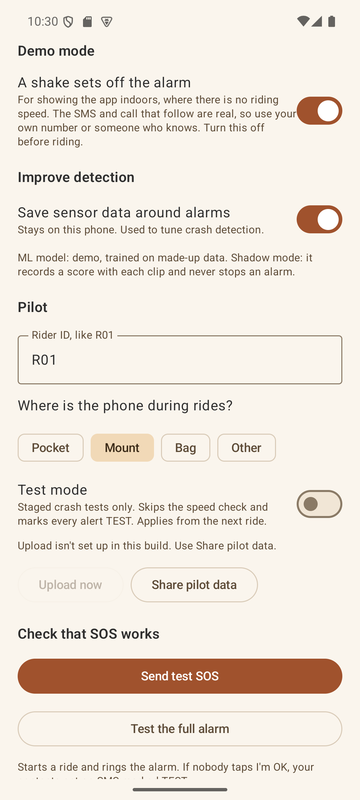 10:30
Demo mode
A shake sets off the alarm
For showing the app indoors, where there is no riding
speed. The SMS and call that follow are real, so use your
own number or someone who knows. Turn this off
before riding.
Improve detection
Save sensor data around alarms
Stays on this phone. Used to tune crash detection.
ML model: demo, trained on made-up data. Shadow mode: it
records a score with each clip and never stops an alarm.
Pilot
Rider ID, like R01
R01
Where is the phone during rides?
Pocket Mount Bag Other
Test mode
Staged crash tests only. Skips the speed check and
marks every alert TEST. Applies from the next ride.
Upload isn't set up in this build. Use Share pilot data.
Upload now Share pilot data
Check that SOS works
Send test SOS
Test the full alarm
Starts a ride and rings the alarm. If nobody taps I'm OK, your